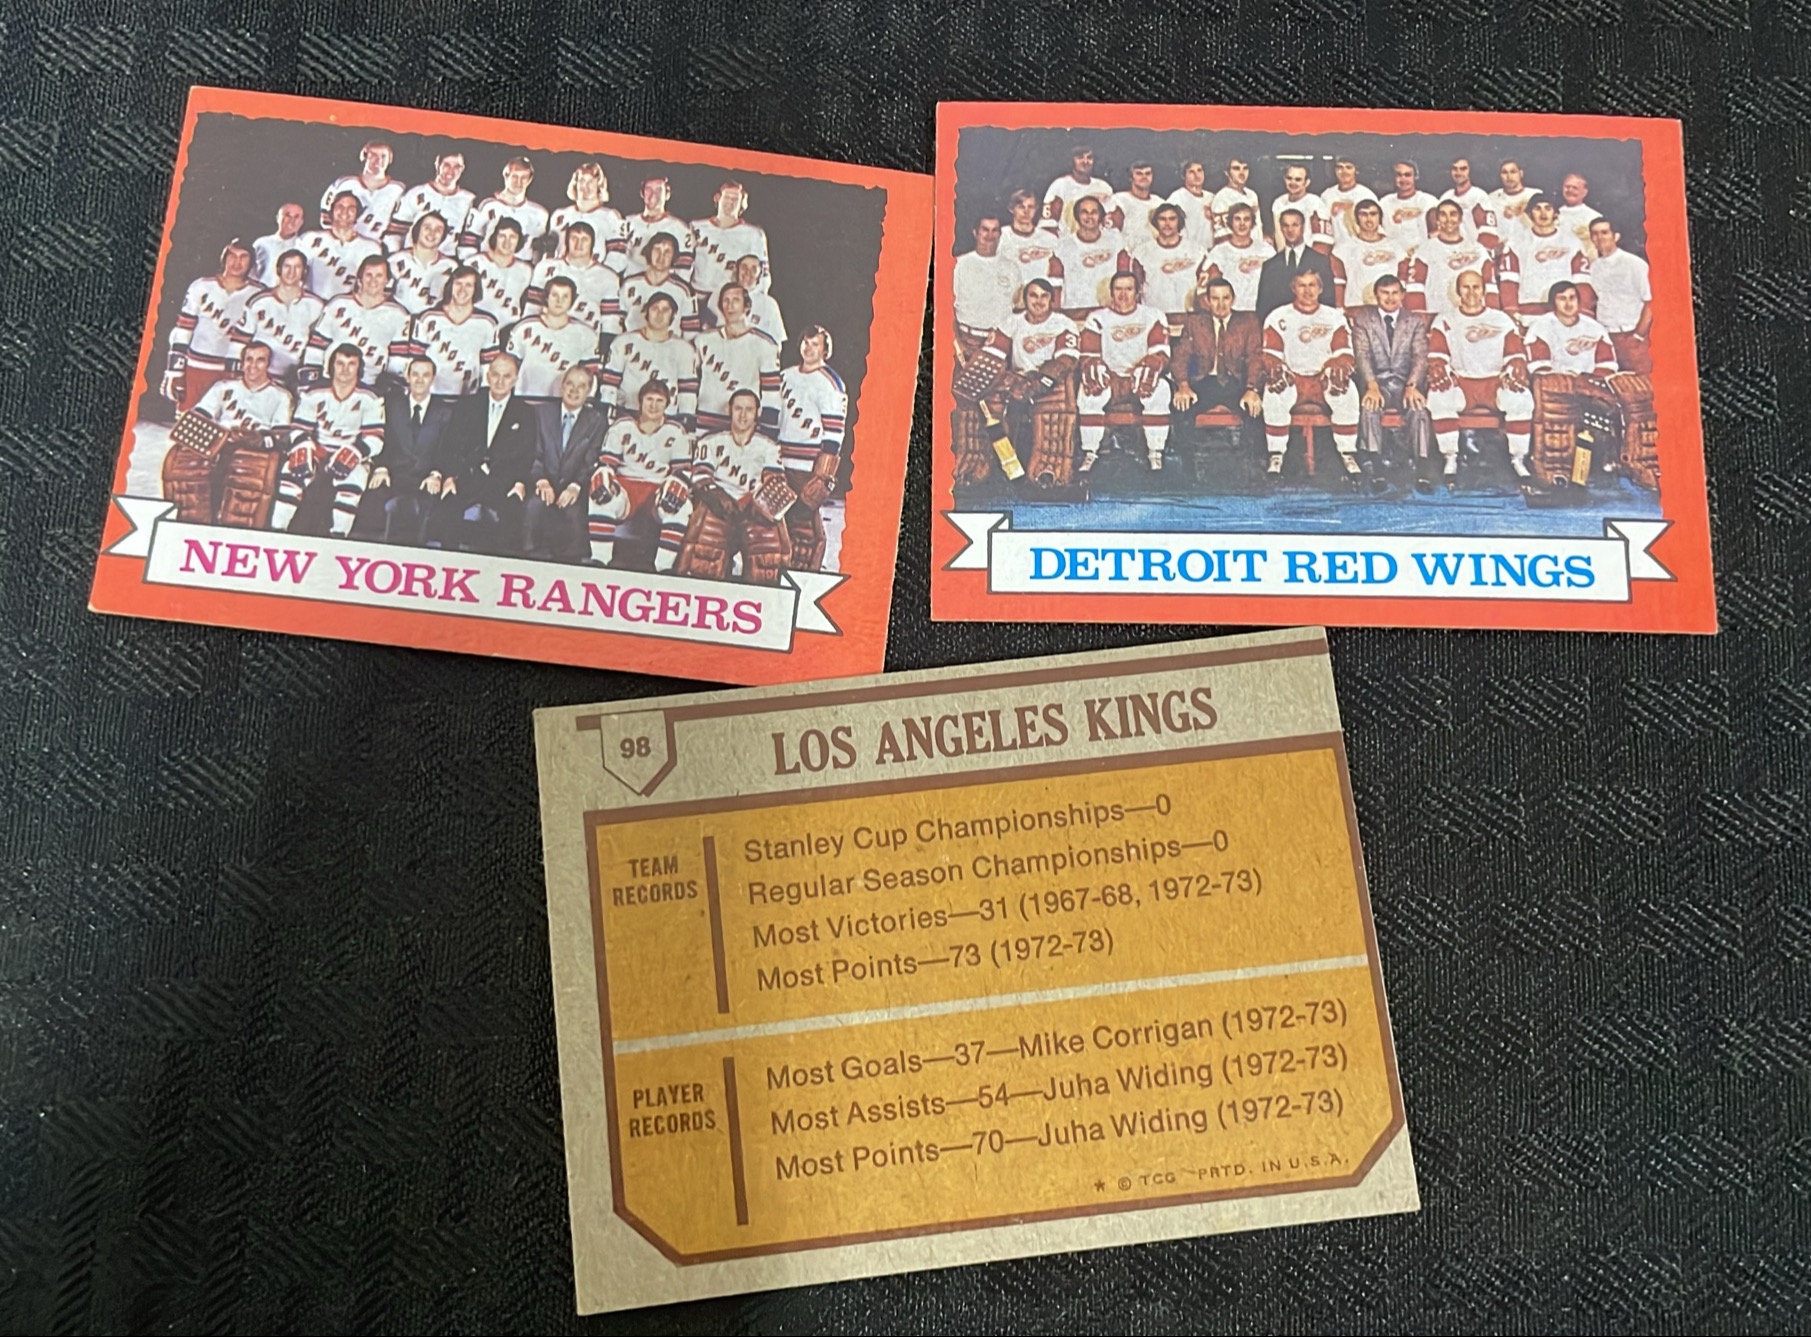 NEW YORK RANGERS
DETROIT RED WINGS
98
LOS ANGELES KINGS
TEAM
RECORDS
Stanley Cup Championships—0
Regular Season Championships—0
Most Victories—31 (1967-68, 1972-73)
Most Points—73 (1972-73)
PLAYER
RECORDS
Most Goals—37—Mike Corrigan (1972-73)
Most Assists—54—Juha Widing (1972-73)
Most Points—70—Juha Widing (1972-73)
* © TCG PRTD. IN U.S.A.